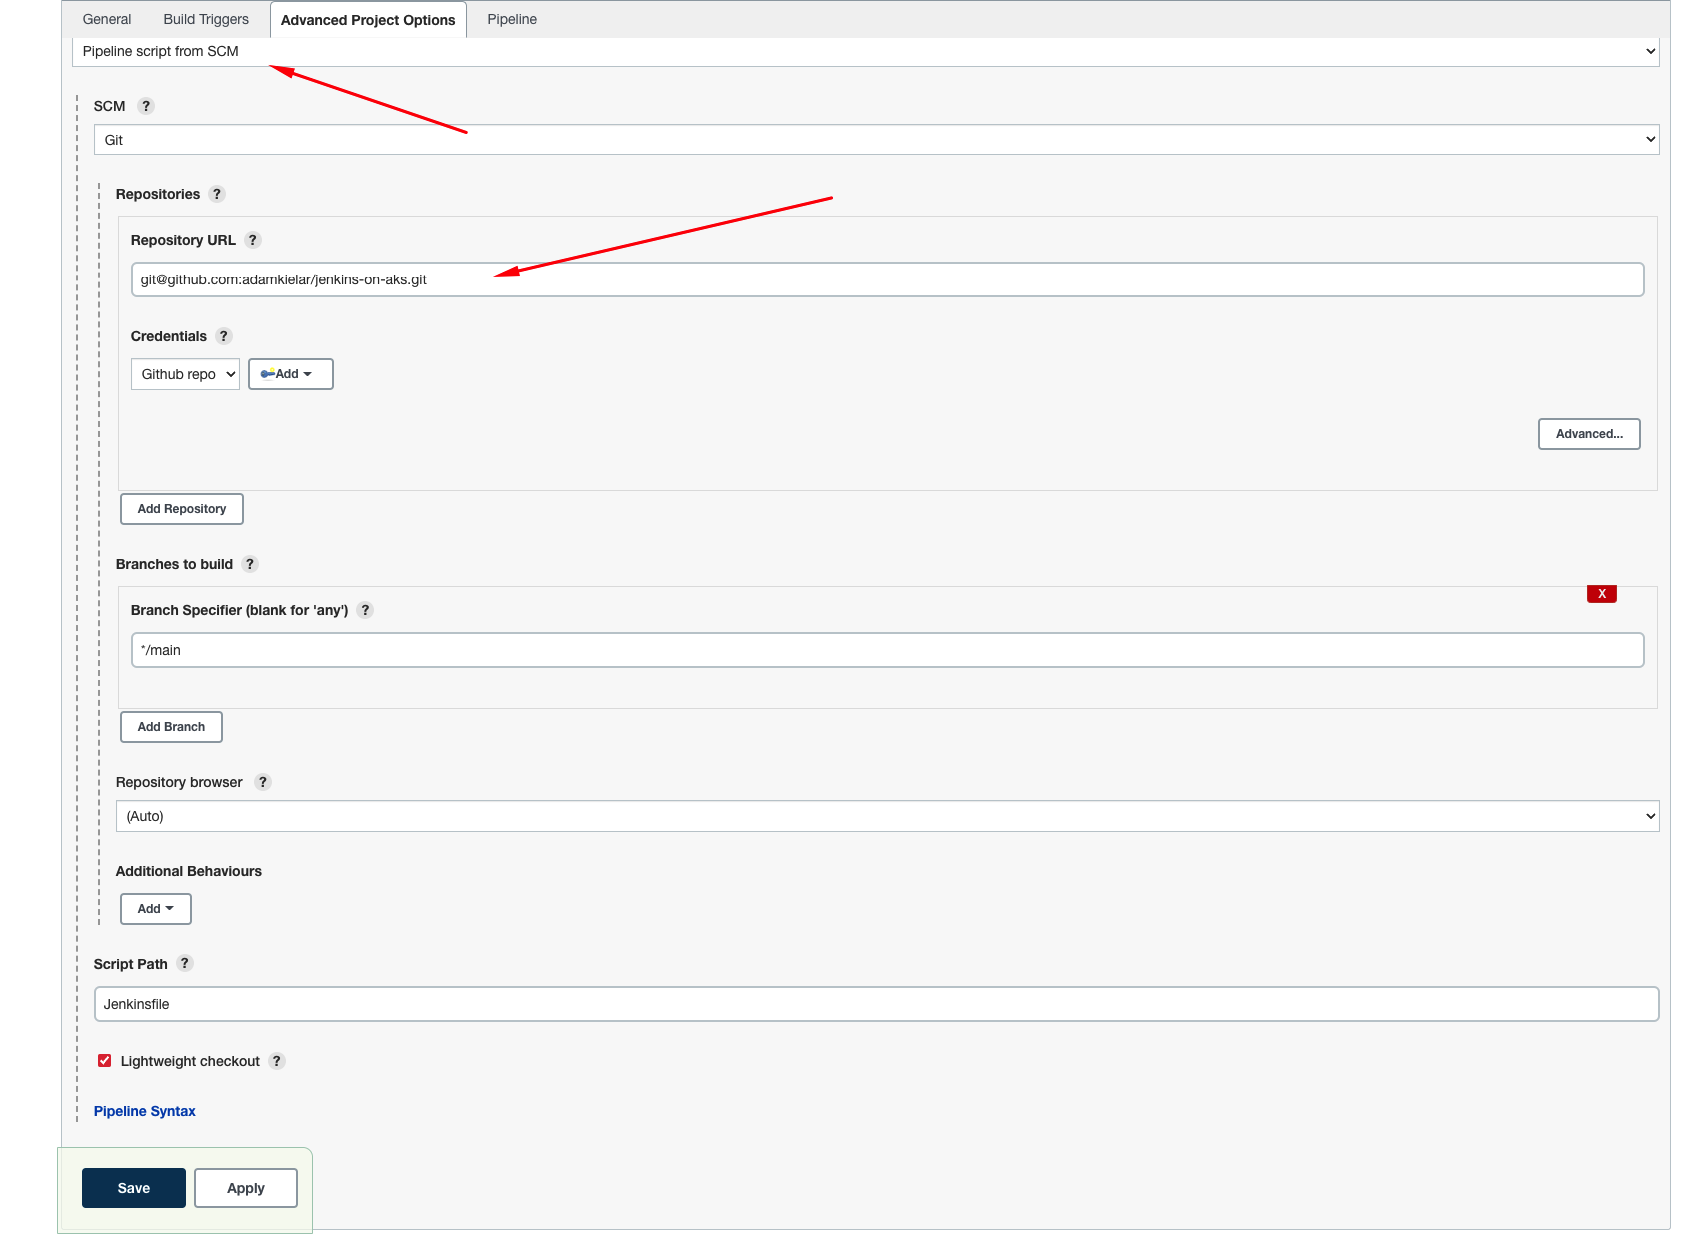 General Build Triggers Advanced Project Options Pipeline
Pipeline script from SCM
SCM ?
Git
Repositories ?
Repository URL ?
git@github.com:adamkielar/jenkins-on-aks.git
Credentials ?
Github repo Add
Advanced...
Add Repository
Branches to build ?
X
Branch Specifier (blank for 'any') ?
*/main
Add Branch
Repository browser ?
(Auto)
Additional Behaviours
Add
Script Path ?
Jenkinsfile
Lightweight checkout ?
Pipeline Syntax
Save Apply